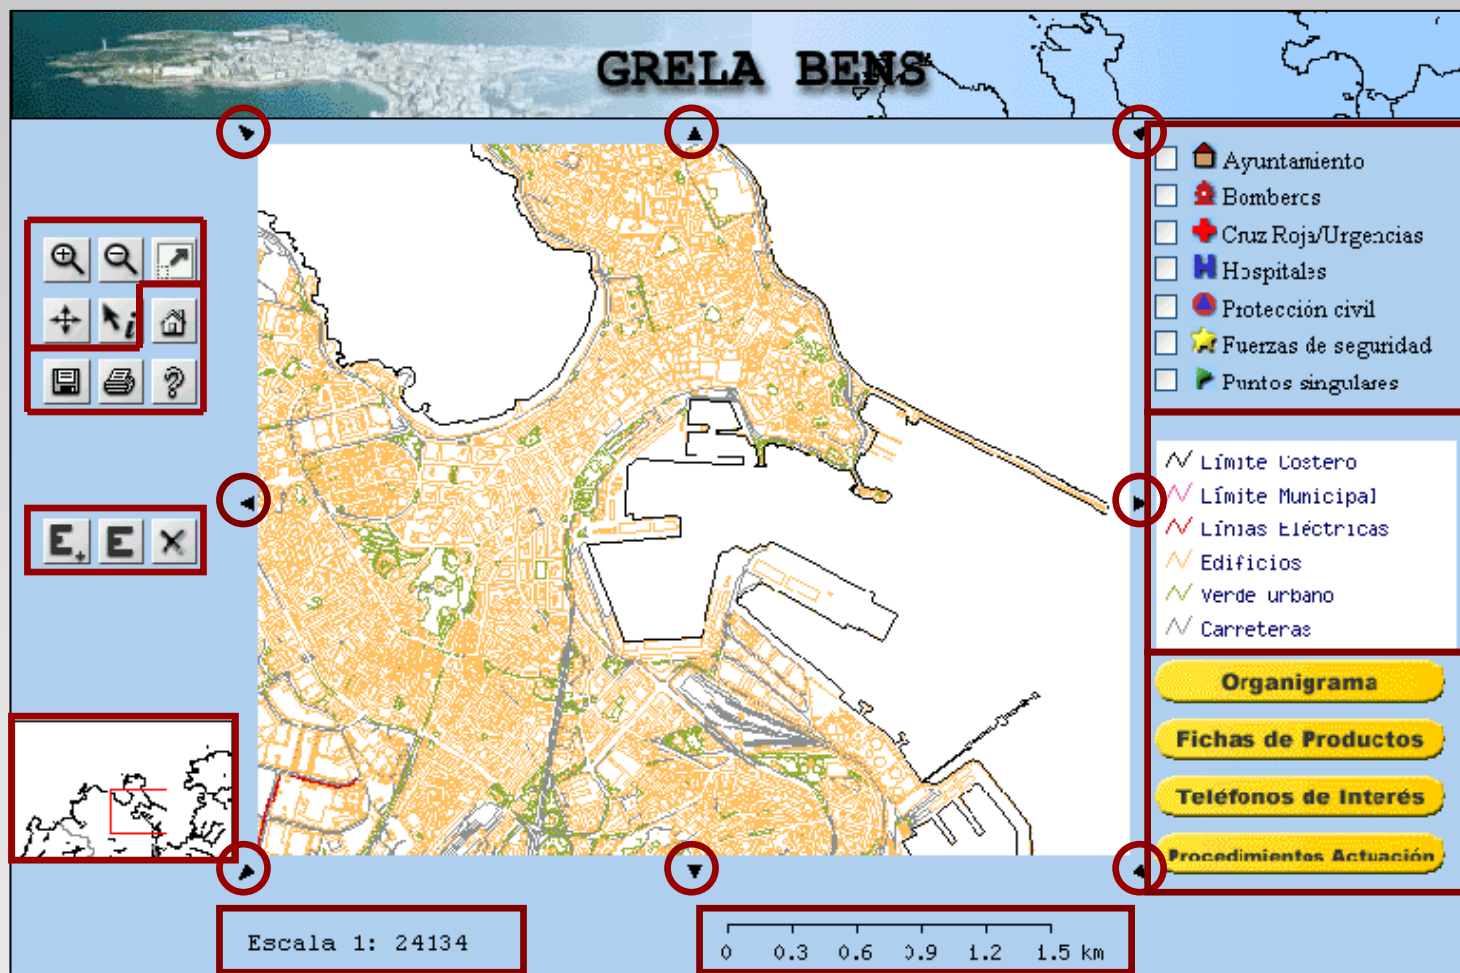 GRELA BENS
Ayuntamiento
Bomberos
Cruz Roja/Urgencias
Hospitales
Protección civil
Fuerzas de seguridad
Puntos singulares
E+ E
Límite Costero
Límite Municipal
Línias Eléctricas
Edificios
Verde urbano
Carreteras
Organigrama
Fichas de Productos
Teléfonos de Interés
Procedimientos Actuación
Escala 1: 24134
0 0.3 0.6 0.9 1.2 1.5 km